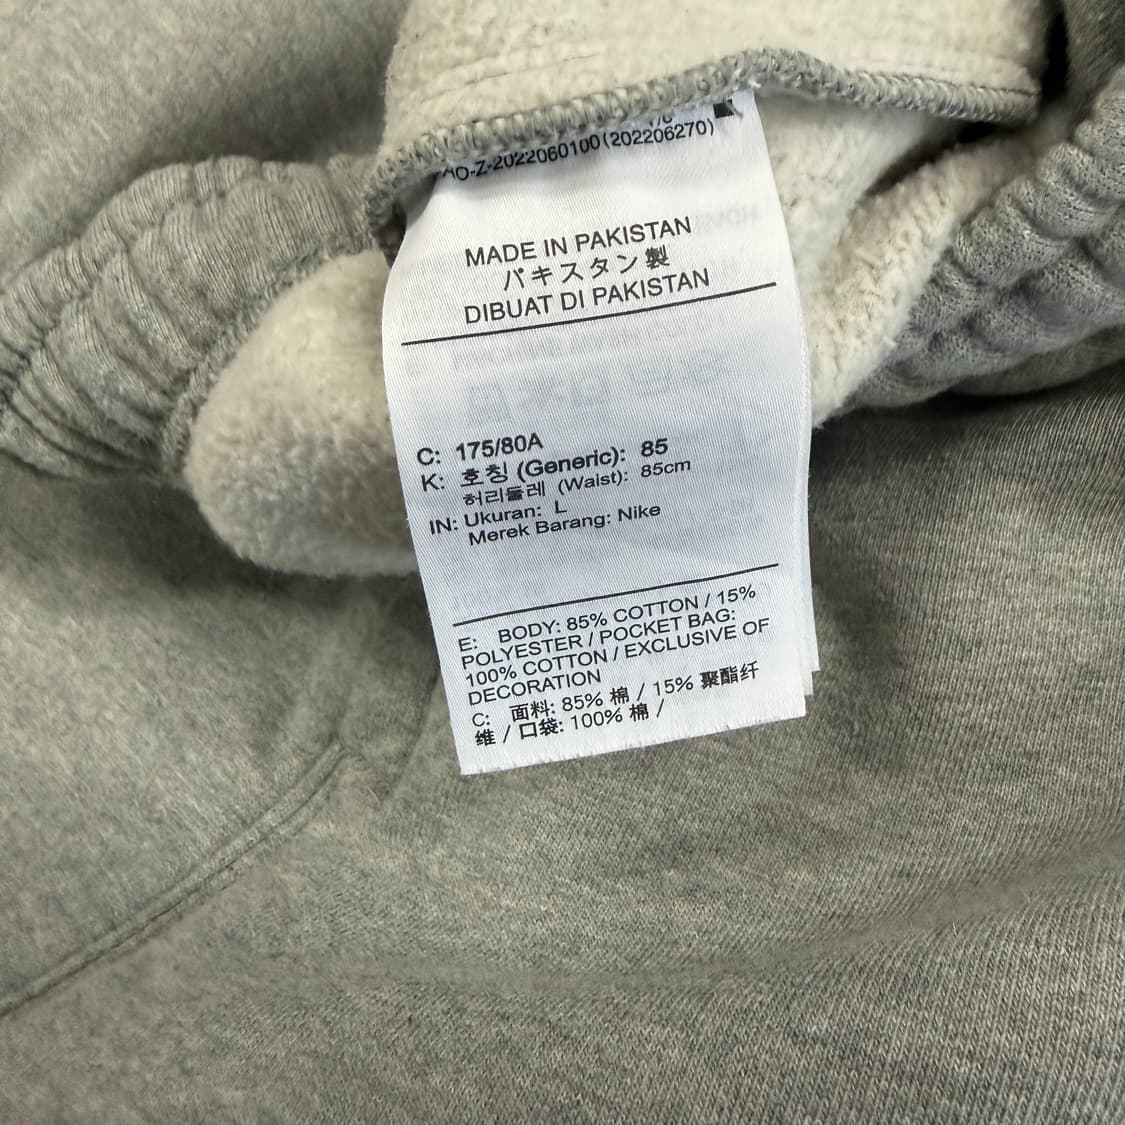 AO-Z-2022060100(202206270)
MADE IN PAKISTAN
パキスタン製
DIBUAT DI PAKISTAN
C: 175/80A
K: 호칭 (Generic): 85
허리둘레 (Waist): 85cm
IN: Ukuran: L
Merek Barang: Nike
E: BODY: 85% COTTON / 15%
POLYESTER / POCKET BAG:
100% COTTON / EXCLUSIVE OF
DECORATION
C: 面料: 85% 棉 / 15% 聚酯纤
维 / 口袋: 100% 棉 /